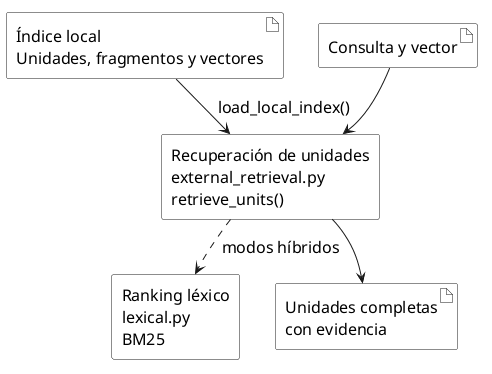 Índice local
Unidades, fragmentos y vectores
Consulta y vector
load_local_index()
Recuperación de unidades
external_retrieval.py
retrieve_units()
modos híbridos
Ranking léxico
lexical.py
BM25
Unidades completas
con evidencia